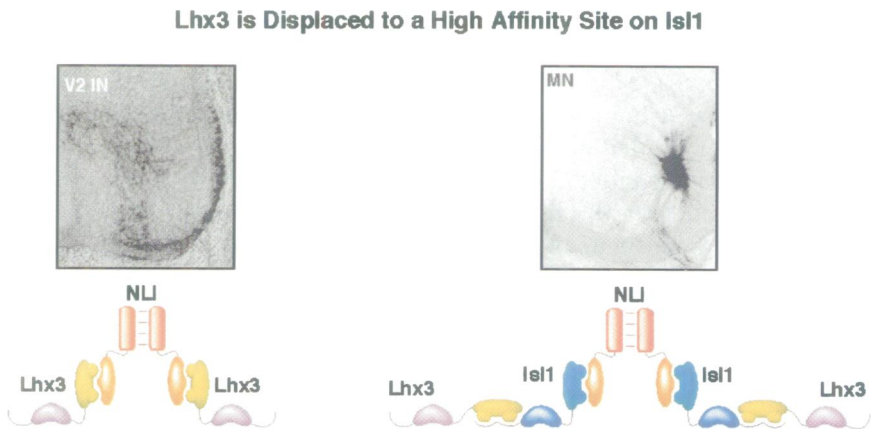 Lhx3 is Displaced to a High Affinity Site on Isl1
V2 IN
MN
NLI
NLI
Lhx3
Lhx3
Lhx3
Isl1
Isl1
Lhx3